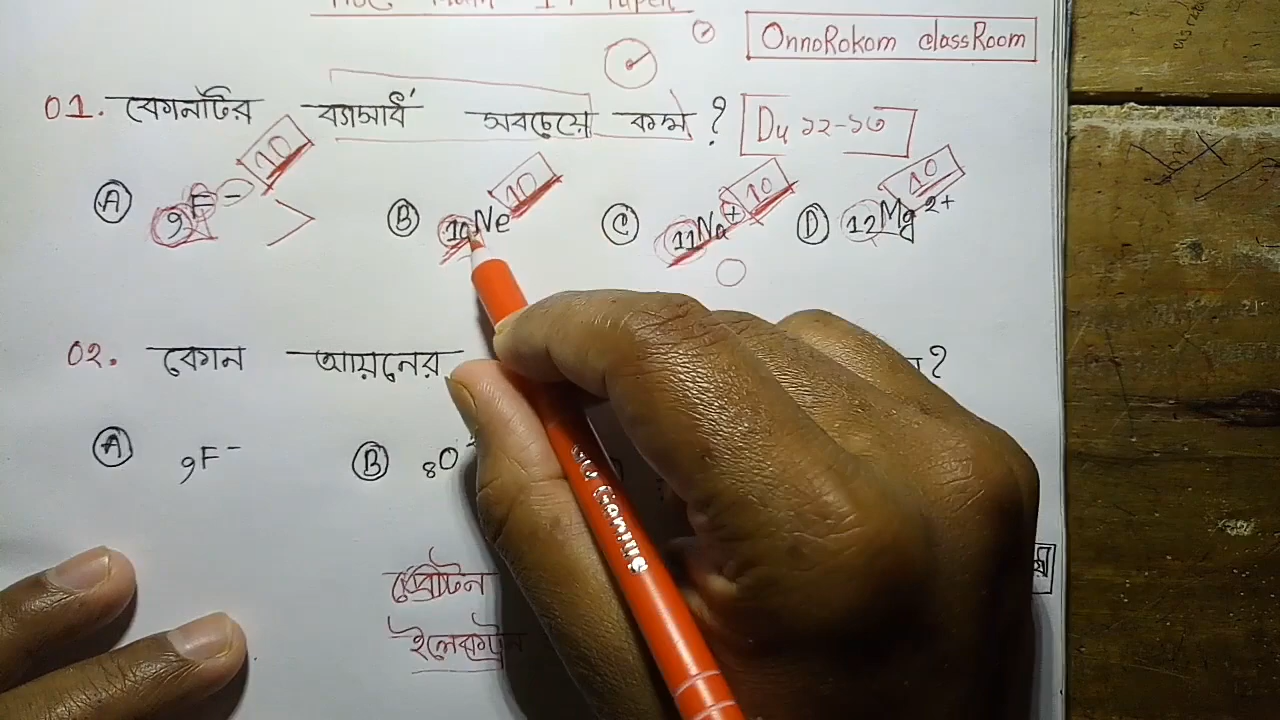 OnnoRokom classRoom
01. কোনটির ব্যাসার্ধ সবচেয়ে কম ? Du ১২-১৩
A ₉F⁻ 10 > B ₁₀Ne 10 C ₁₁Na⁺ 10 D ₁₂Mg²⁺ 10
০২. কোন আয়নের ?
A ₉F⁻ B ₈O
প্রোটন
ইলেকট্রন